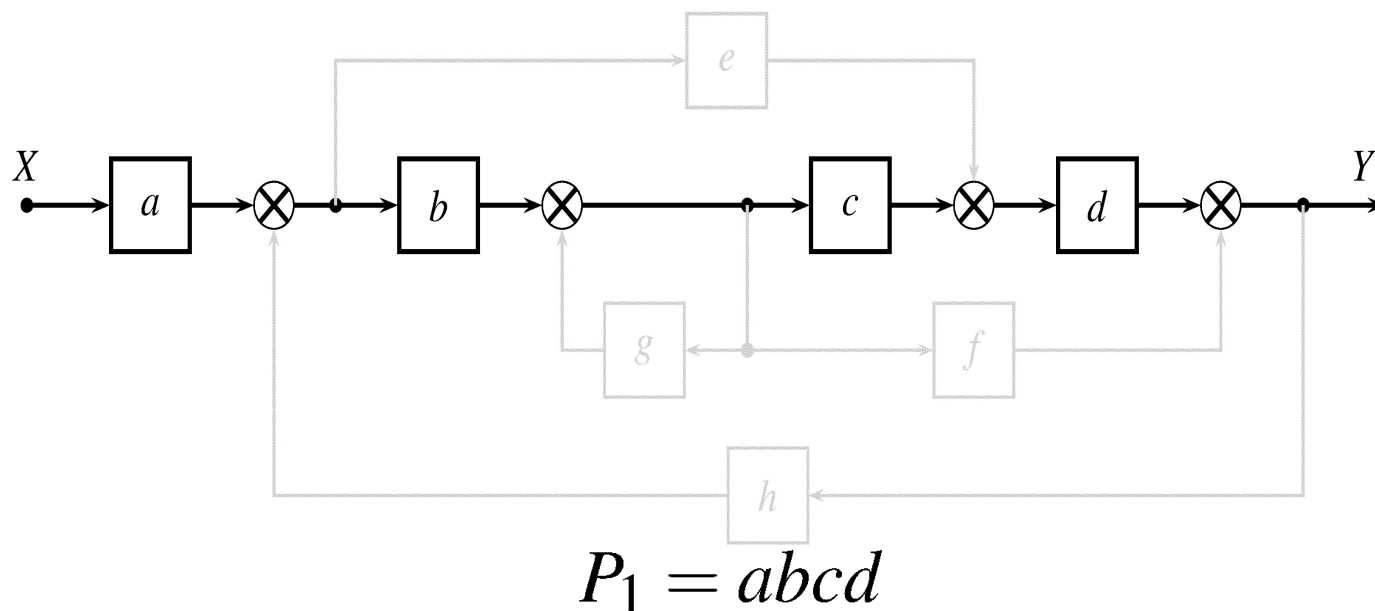 e
X a b c d Y
g f
h
P₁ = abcd